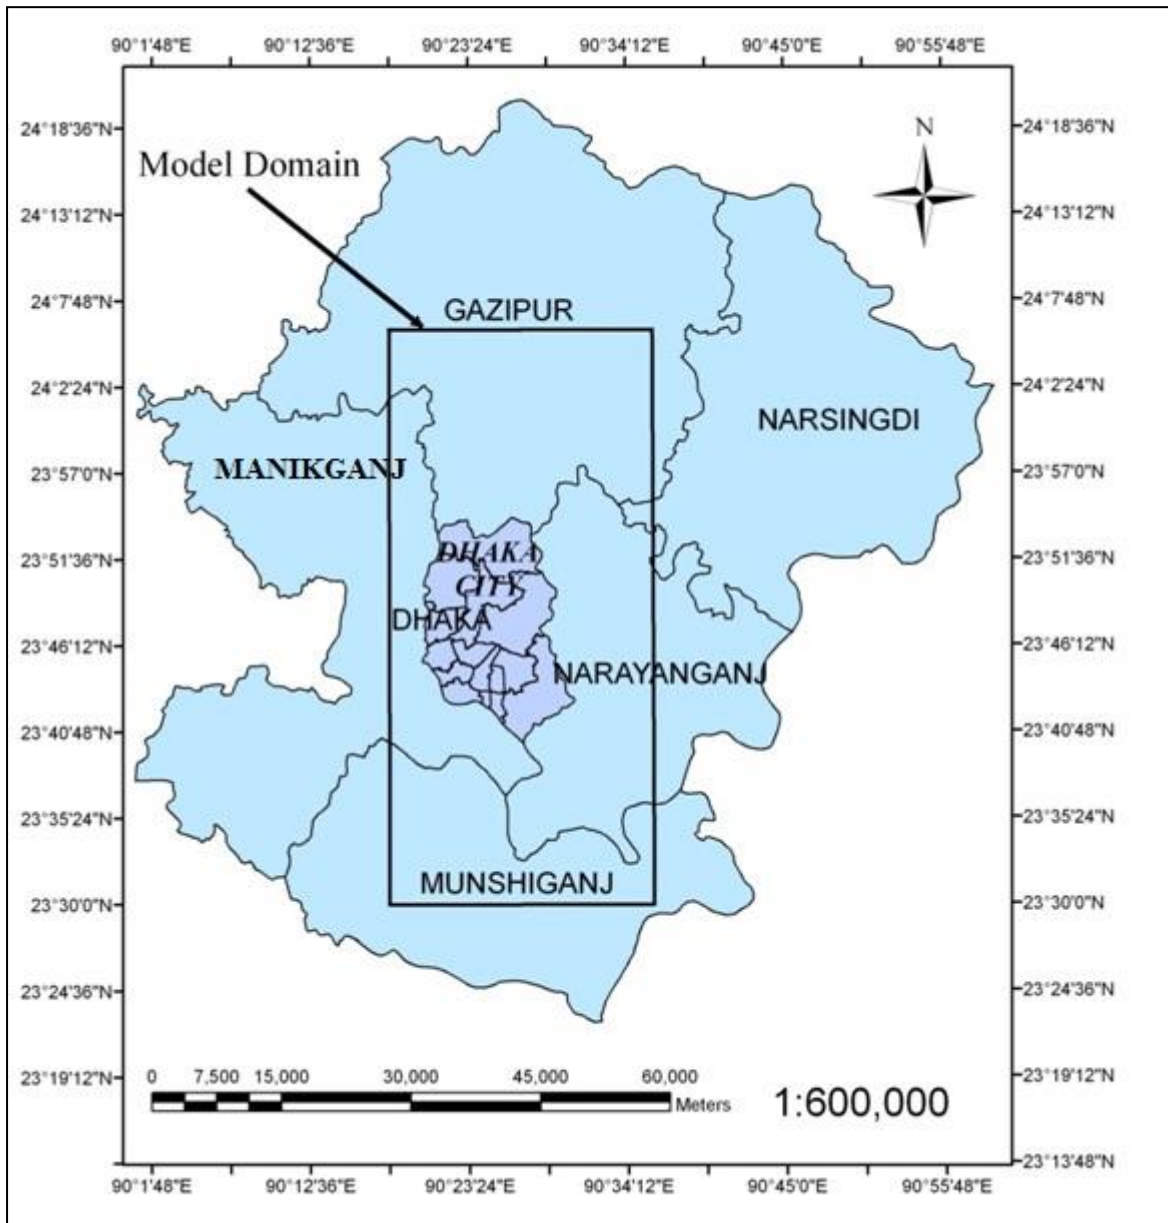 90°1'48"E 90°12'36"E 90°23'24"E 90°34'12"E 90°45'0"E 90°55'48"E
24°18'36"N 24°18'36"N
N
Model Domain
24°13'12"N 24°13'12"N
24°7'48"N 24°7'48"N
GAZIPUR
24°2'24"N 24°2'24"N
NARSINGDI
23°57'0"N 23°57'0"N
MANIKGANJ
23°51'36"N 23°51'36"N
DHAKA
CITY
DHAKA
23°46'12"N 23°46'12"N
NARAYANGANJ
23°40'48"N 23°40'48"N
23°35'24"N 23°35'24"N
MUNSHIGANJ
23°30'0"N 23°30'0"N
23°24'36"N 23°24'36"N
23°19'12"N 23°19'12"N
0 7,500 15,000 30,000 45,000 60,000
Meters
1:600,000
23°13'48"N
90°1'48"E 90°12'36"E 90°23'24"E 90°34'12"E 90°45'0"E 90°55'48"E